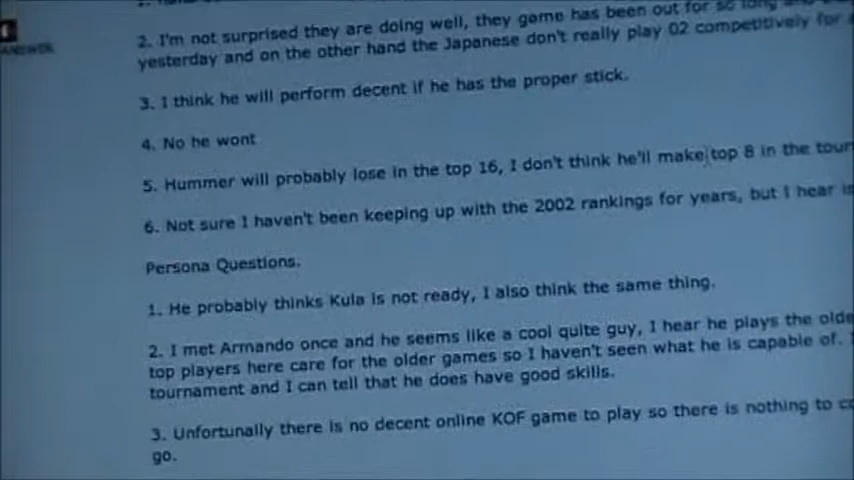 ANSWER
2. I'm not surprised they are doing well, they game has been out for so long and
yesterday and on the other hand the Japanese don't really play 02 competitively for
3. I think he will perform decent if he has the proper stick.
4. No he wont
5. Hummer will probably lose in the top 16, I don't think he'll make top 8 in the tour
6. Not sure I haven't been keeping up with the 2002 rankings for years, but I hear is
Persona Questions.
1. He probably thinks Kula is not ready, I also think the same thing.
2. I met Armando once and he seems like a cool quite guy, I hear he plays the olde
top players here care for the older games so I haven't seen what he is capable of. I
tournament and I can tell that he does have good skills.
3. Unfortunally there is no decent online KOF game to play so there is nothing to co
go.